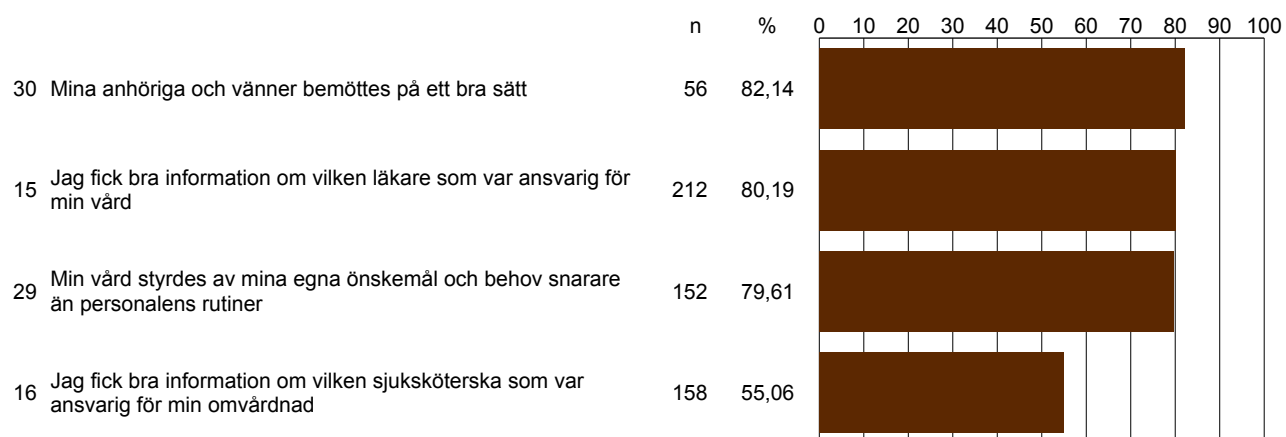 n % 0 10 20 30 40 50 60 70 80 90 100
30 Mina anhöriga och vänner bemöttes på ett bra sätt 56 82,14
15 Jag fick bra information om vilken läkare som var ansvarig för
min vård 212 80,19
29 Min vård styrdes av mina egna önskemål och behov snarare
än personalens rutiner 152 79,61
16 Jag fick bra information om vilken sjuksköterska som var
ansvarig för min omvårdnad 158 55,06